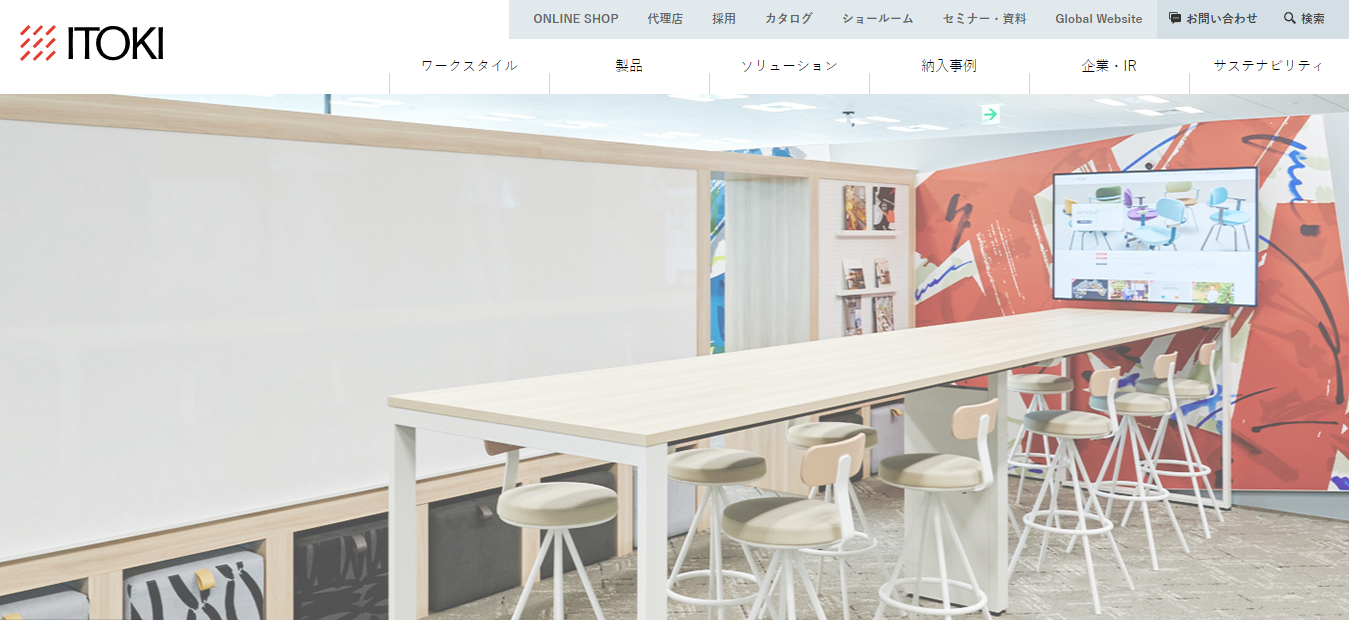 ITOKI
ONLINE SHOP 代理店 採用 カタログ ショールーム セミナー・資料 Global Website お問い合わせ 検索
ワークスタイル 製品 ソリューション 納入事例 企業・IR サステナビリティ